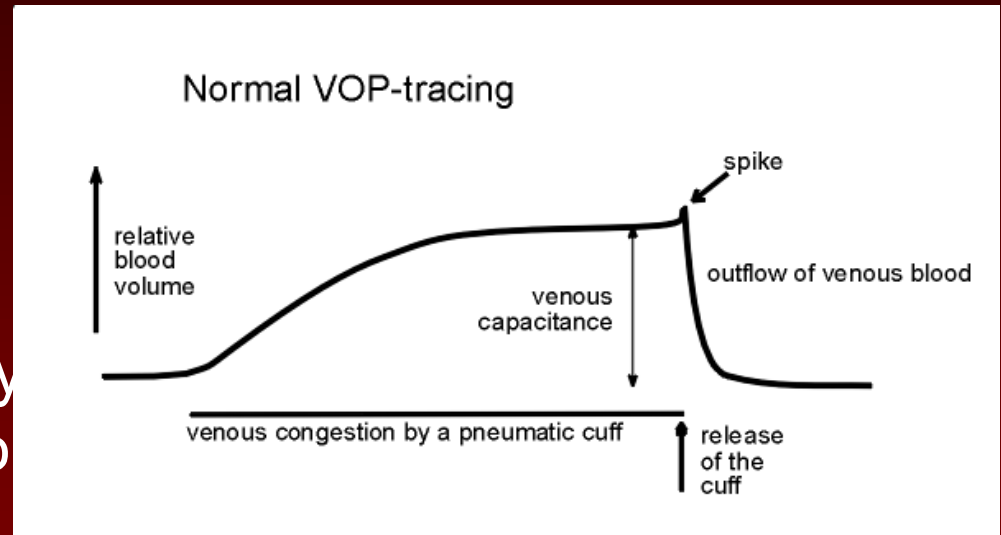 Normal VOP-tracing
spike
relative
blood
volume
outflow of venous blood
venous
capacitance
venous congestion by a pneumatic cuff
release
of the
cuff